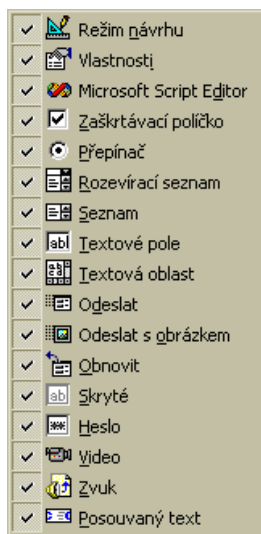 Režim návrhu
Vlastnosti
Microsoft Script Editor
Zaškrtávací políčko
Přepínač
Rozevírací seznam
Seznam
Textové pole
Textová oblast
Odeslat
Odeslat s obrázkem
Obnovit
Skryté
Heslo
Video
Zvuk
Posouvaný text